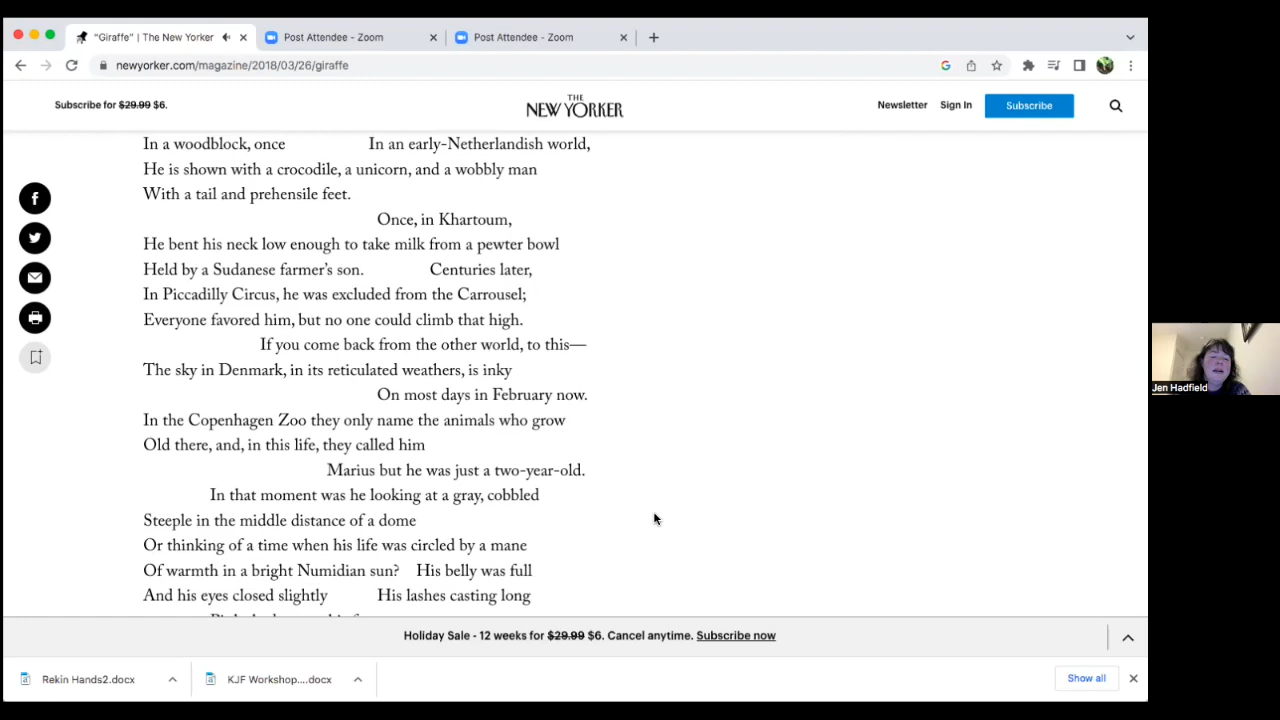 "Giraffe" | The New Yorker
Post Attendee - Zoom
Post Attendee - Zoom
newyorker.com/magazine/2018/03/26/giraffe
Subscribe for $29.99 $6.
THE
NEW YORKER
Newsletter
Sign In
Subscribe
In a woodblock, once In an early-Netherlandish world,
He is shown with a crocodile, a unicorn, and a wobbly man
With a tail and prehensile feet.
Once, in Khartoum,
He bent his neck low enough to take milk from a pewter bowl
Held by a Sudanese farmer's son. Centuries later,
In Piccadilly Circus, he was excluded from the Carrousel;
Everyone favored him, but no one could climb that high.
If you come back from the other world, to this—
The sky in Denmark, in its reticulated weathers, is inky
On most days in February now.
In the Copenhagen Zoo they only name the animals who grow
Old there, and, in this life, they called him
Marius but he was just a two-year-old.
In that moment was he looking at a gray, cobbled
Steeple in the middle distance of a dome
Or thinking of a time when his life was circled by a mane
Of warmth in a bright Numidian sun? His belly was full
And his eyes closed slightly His lashes casting long
Jen Hadfield
Holiday Sale - 12 weeks for $29.99 $6. Cancel anytime. Subscribe now
Rekin Hands2.docx
KJF Workshop....docx
Show all